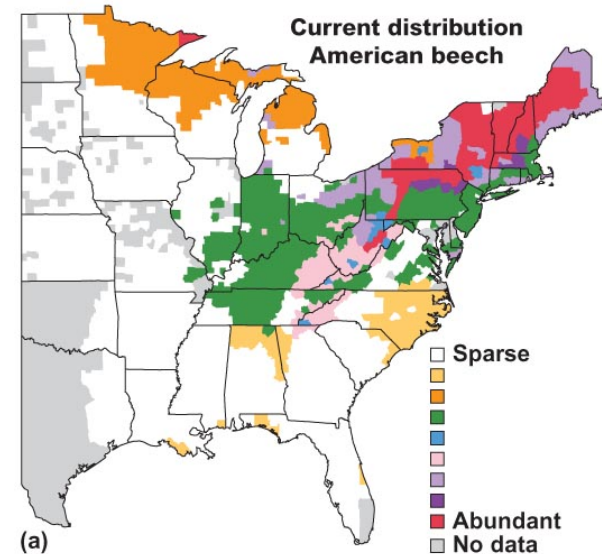 Current distribution
American beech
Sparse
Abundant
No data
(a)